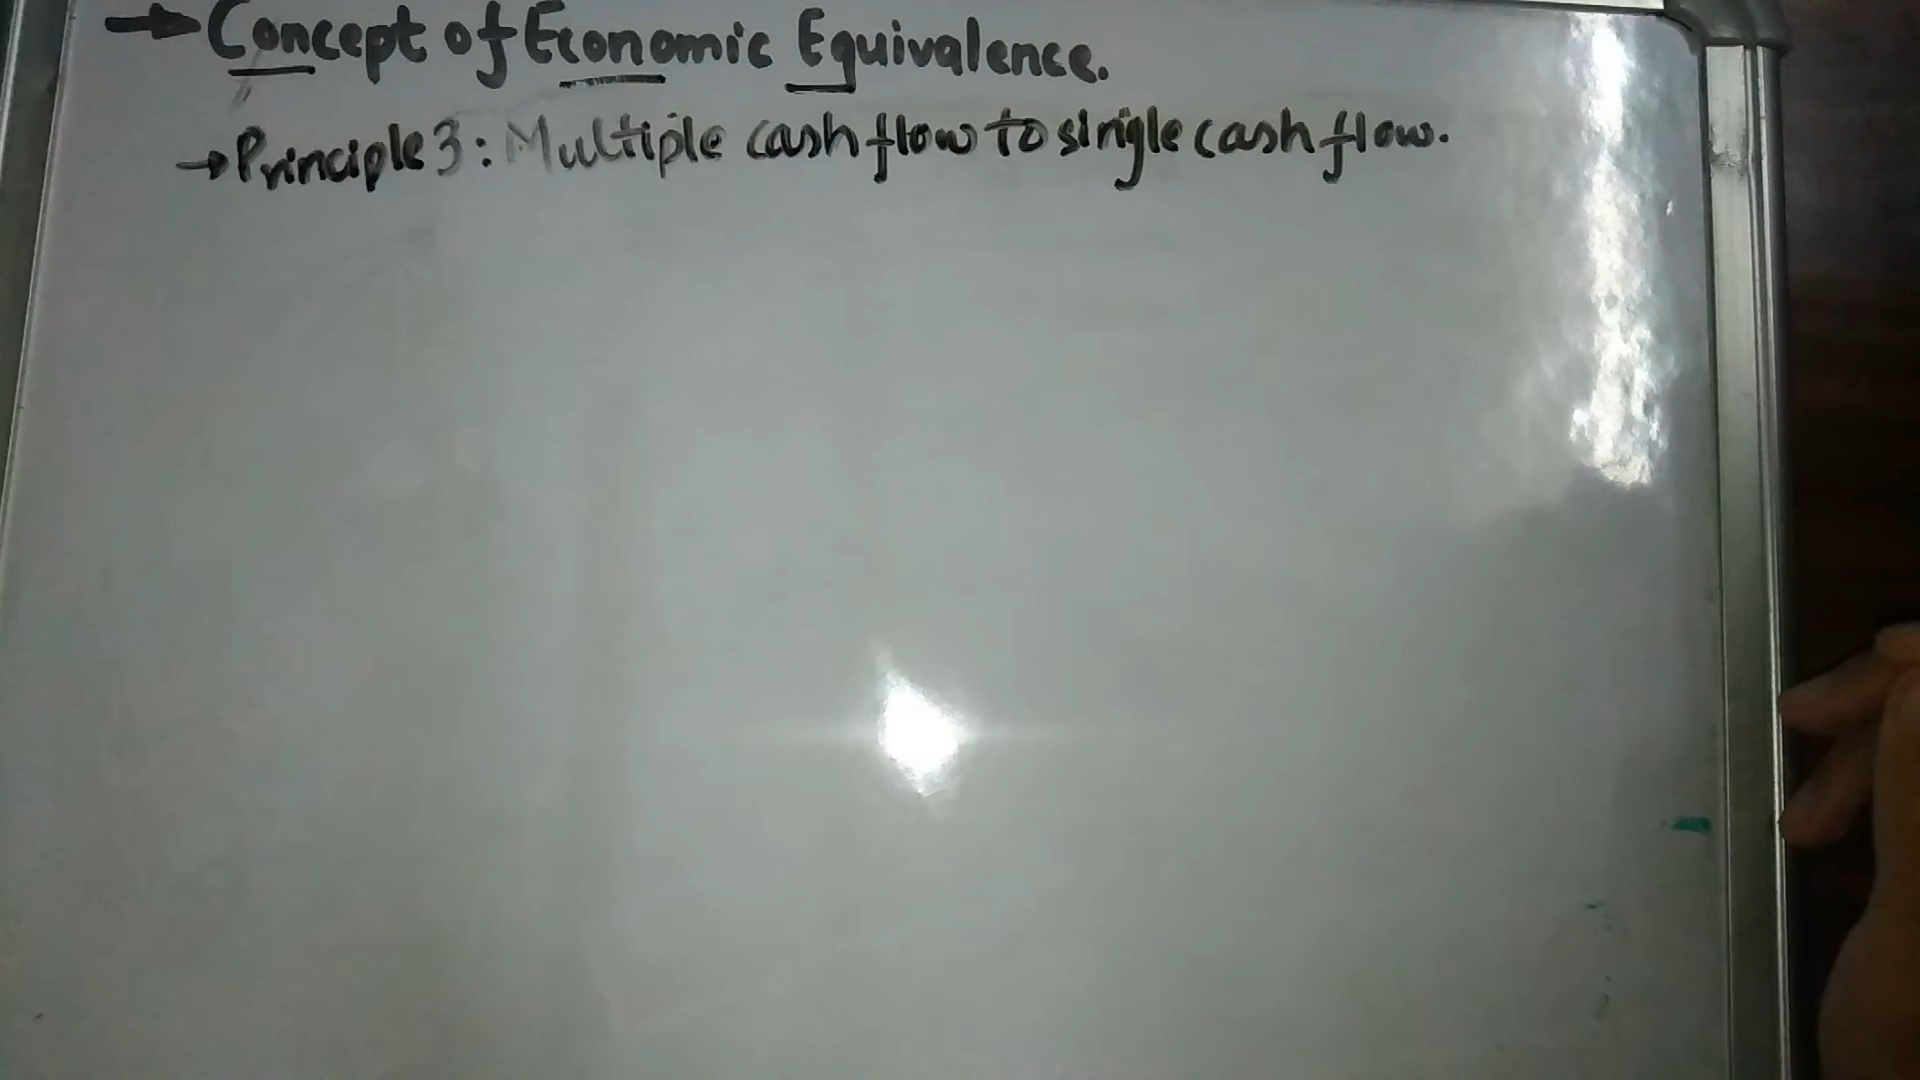 → Concept of Economic Equivalence.
→ Principle 3: Multiple cash flow to single cash flow.